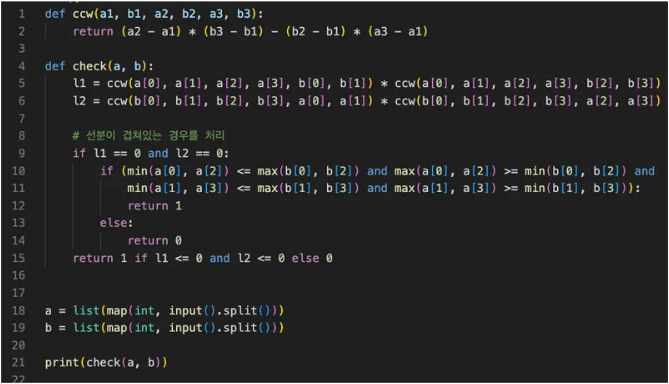 1 def ccw(a1, b1, a2, b2, a3, b3):
2     return (a2 - a1) * (b3 - b1) - (b2 - b1) * (a3 - a1)
3
4 def check(a, b):
5     l1 = ccw(a[0], a[1], a[2], a[3], b[0], b[1]) * ccw(a[0], a[1], a[2], a[3], b[2], b[3])
6     l2 = ccw(b[0], b[1], b[2], b[3], a[0], a[1]) * ccw(b[0], b[1], b[2], b[3], a[2], a[3])
7
8     # 선분이 겹쳐있는 경우를 처리
9     if l1 == 0 and l2 == 0:
10         if (min(a[0], a[2]) <= max(b[0], b[2]) and max(a[0], a[2]) >= min(b[0], b[2]) and
11             min(a[1], a[3]) <= max(b[1], b[3]) and max(a[1], a[3]) >= min(b[1], b[3])):
12             return 1
13         else:
14             return 0
15     return 1 if l1 <= 0 and l2 <= 0 else 0
16
17
18 a = list(map(int, input().split()))
19 b = list(map(int, input().split()))
20
21 print(check(a, b))
22